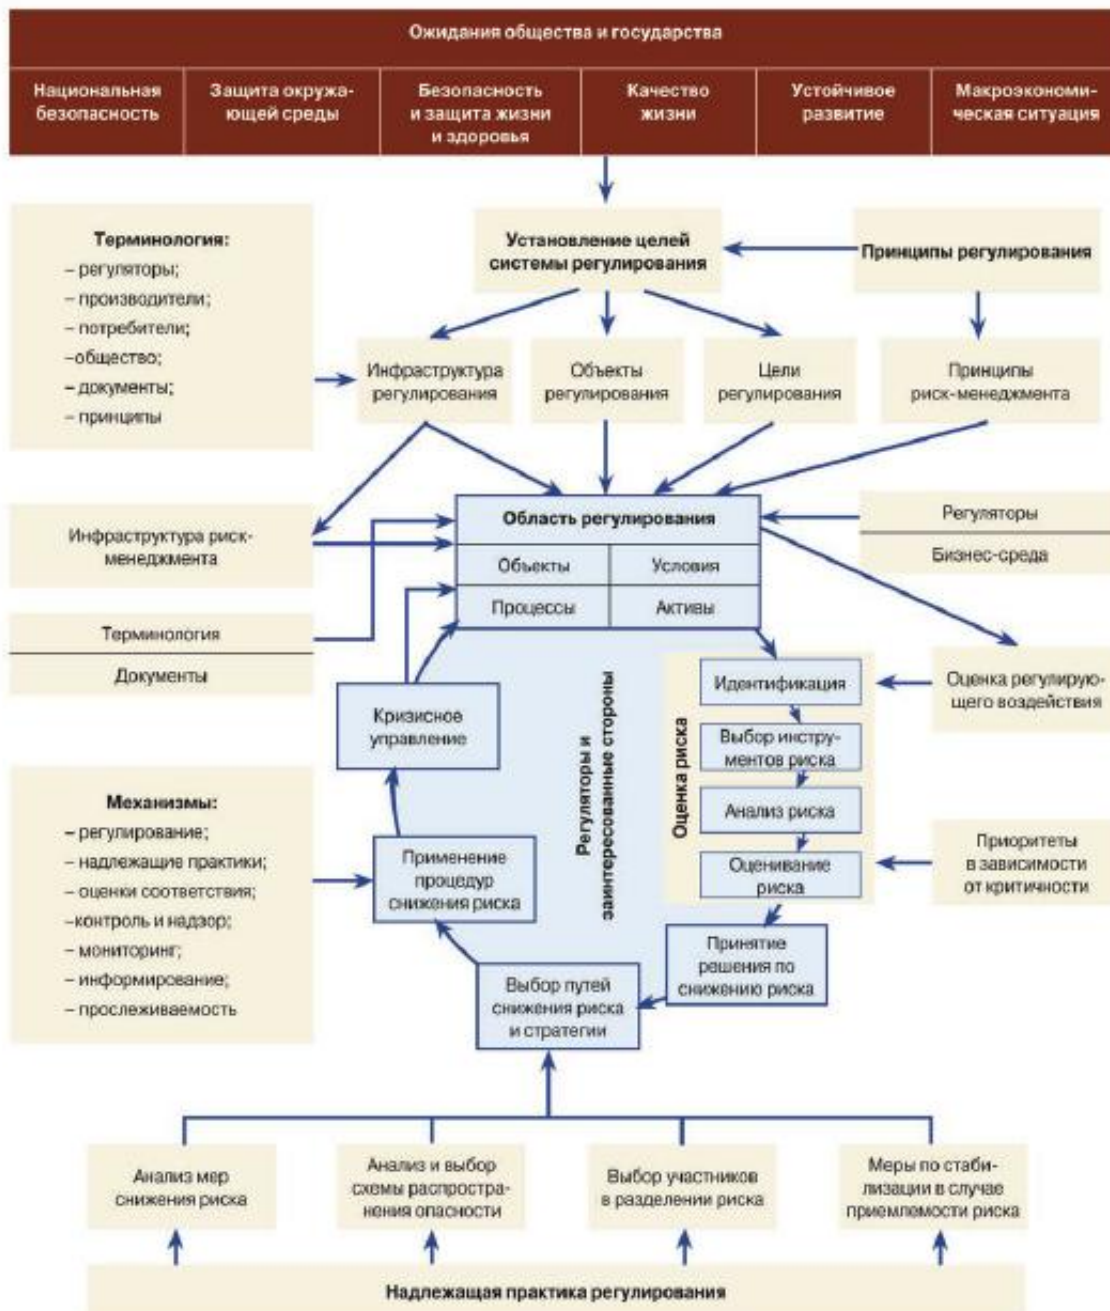 Ожидания общества и государства
Национальная
безопасность
Защита окружа-
ющей среды
Безопасность
и защита жизни
и здоровья
Качество
жизни
Устойчивое
развитие
Макроэкономи-
ческая ситуация
Терминология:
– регуляторы;
– производители;
– потребители;
–общество;
– документы;
– принципы
Установление целей
системы регулирования
Принципы регулирования
Инфраструктура
регулирования
Объекты
регулирования
Цели
регулирования
Принципы
риск-менеджмента
Инфраструктура риск-
менеджмента
Область регулирования
Объекты
Условия
Процессы
Активы
Регуляторы
Бизнес-среда
Терминология
Документы
Кризисное
управление
Регуляторы и
заинтересованные стороны
Оценка риска
Идентификация
Выбор инстру-
ментов риска
Анализ риска
Оценивание
риска
Оценка регулирую-
щего воздействия
Механизмы:
– регулирование;
– надлежащие практики;
– оценки соответствия;
–контроль и надзор;
– мониторинг;
– информирование;
– прослеживаемость
Применение
процедур
снижения риска
Приоритеты
в зависимости
от критичности
Принятие
решения по
снижению риска
Выбор путей
снижения риска
и стратегии
Анализ мер
снижения риска
Анализ и выбор
схемы распростра-
нения опасности
Выбор участников
в разделении риска
Меры по стаби-
лизации в случае
приемлемости риска
Надлежащая практика регулирования